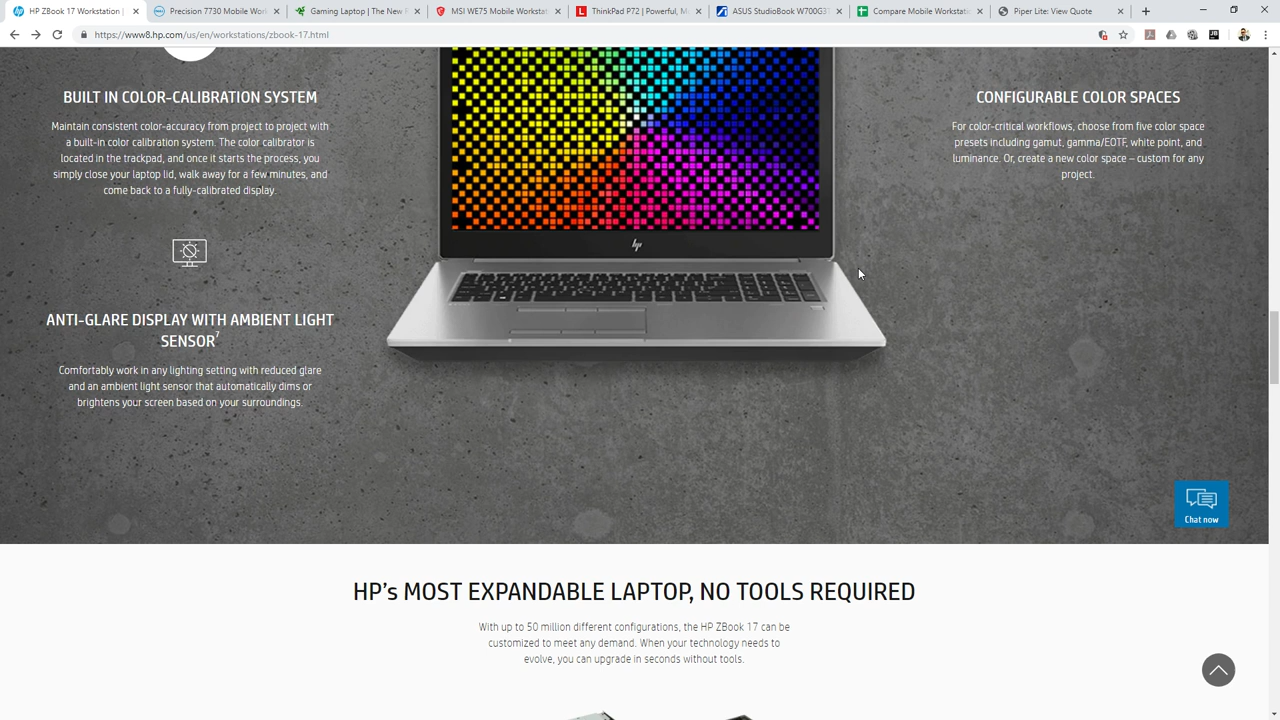 HP ZBook 17 Workstation |
Precision 7730 Mobile Wor
Gaming Laptop | The New R
MSI WE75 Mobile Workstat
ThinkPad P72 | Powerful, M
ASUS StudioBook W700G3
Compare Mobile Workstati
Piper Lite: View Quote
https://www8.hp.com/us/en/workstations/zbook-17.html
BUILT IN COLOR-CALIBRATION SYSTEM
Maintain consistent color-accuracy from project to project with
a built-in color calibration system. The color calibrator is
located in the trackpad, and once it starts the process, you
simply close your laptop lid, walk away for a few minutes, and
come back to a fully-calibrated display.
ANTI-GLARE DISPLAY WITH AMBIENT LIGHT
SENSOR7
Comfortably work in any lighting setting with reduced glare
and an ambient light sensor that automatically dims or
brightens your screen based on your surroundings.
hp
CONFIGURABLE COLOR SPACES
For color-critical workflows, choose from five color space
presets including gamut, gamma/EOTF, white point, and
luminance. Or, create a new color space – custom for any
project.
Chat now
HP's MOST EXPANDABLE LAPTOP, NO TOOLS REQUIRED
With up to 50 million different configurations, the HP ZBook 17 can be
customized to meet any demand. When your technology needs to
evolve, you can upgrade in seconds without tools.